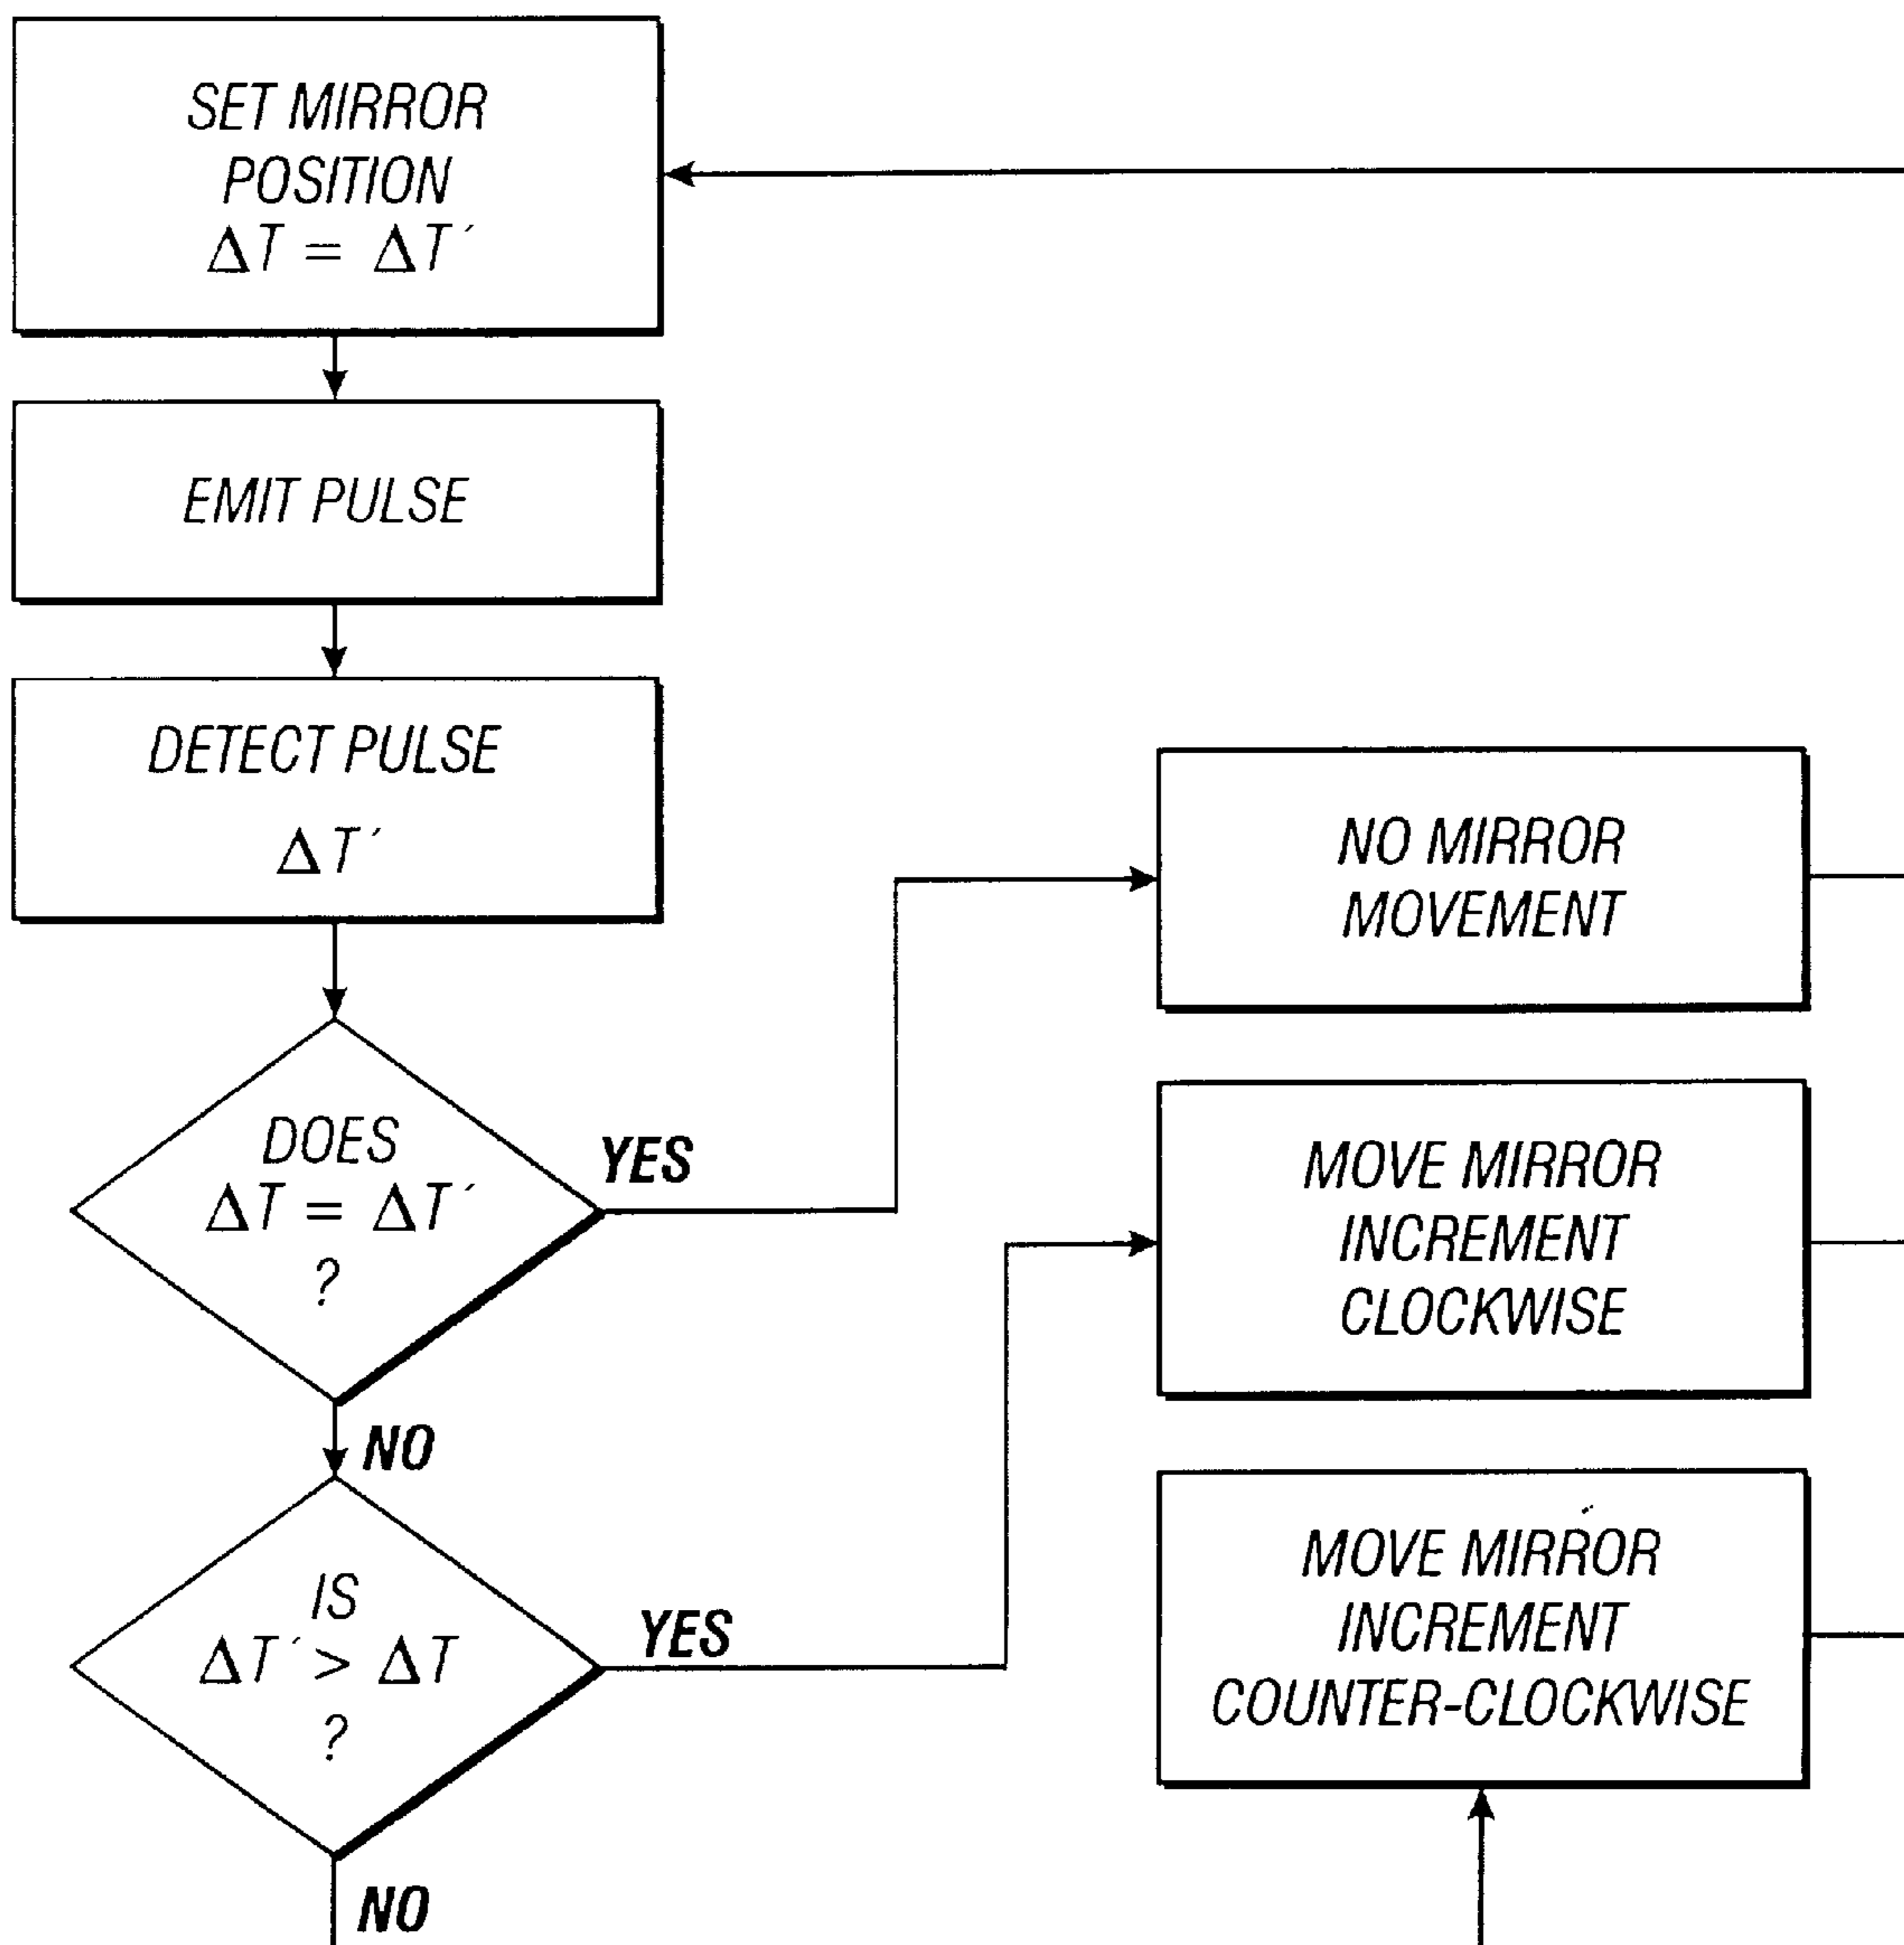 SET MIRROR
POSITION
ΔT = ΔT´
EMIT PULSE
DETECT PULSE
ΔT´
NO MIRROR
MOVEMENT
DOES
ΔT = ΔT´
?
YES
MOVE MIRROR
INCREMENT
CLOCKWISE
NO
IS
ΔT´ > ΔT
?
YES
MOVE MIRROR
INCREMENT
COUNTER-CLOCKWISE
NO